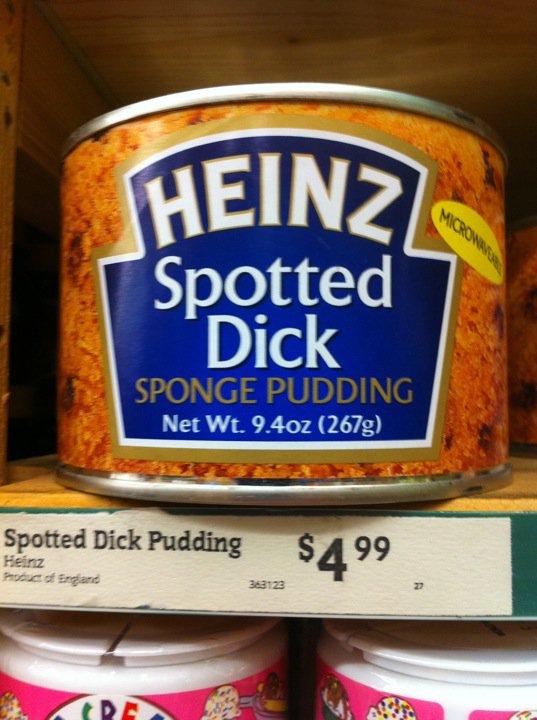 HEINZ
Spotted
Dick
SPONGE PUDDING
Net Wt. 9.4oz (267g)
MICROWAVEABLE
Spotted Dick Pudding
Heinz
Product of England
363123
$4 99
27